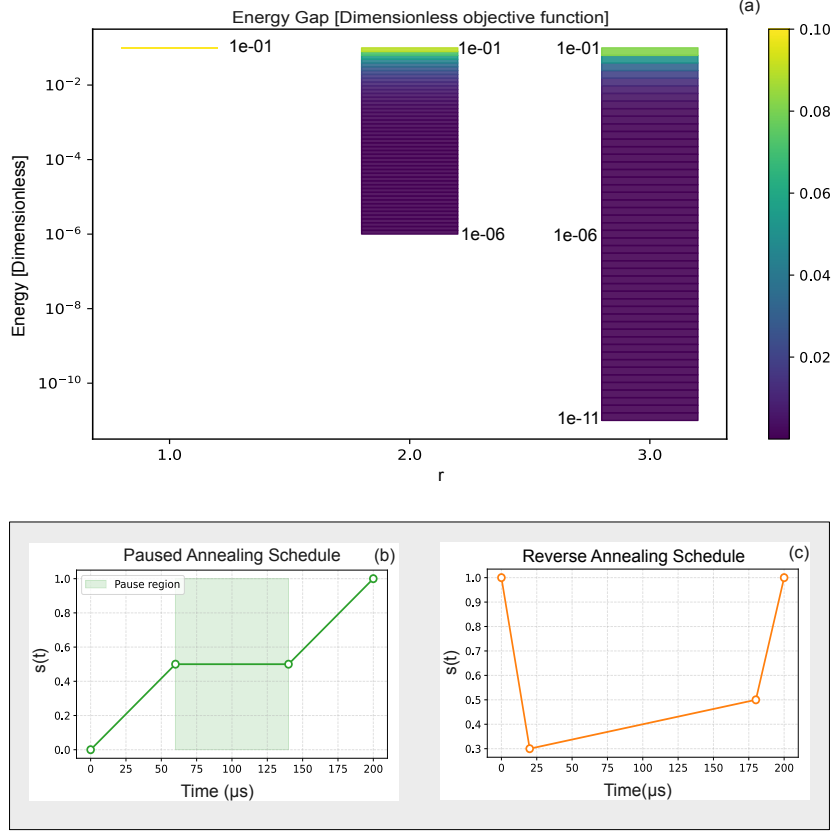 Energy Gap [Dimensionless objective function]
(a)
Energy [Dimensionless]
10⁻²
10⁻⁴
10⁻⁶
10⁻⁸
10⁻¹⁰
1e-01
1e-01
1e-06
1e-01
1e-06
1e-11
1.0
2.0
3.0
r
0.10
0.08
0.06
0.04
0.02
Paused Annealing Schedule
(b)
Pause region
s(t)
1.0
0.8
0.6
0.4
0.2
0.0
0
25
50
75
100
125
150
175
200
Time (μs)
Reverse Annealing Schedule
(c)
s(t)
1.0
0.9
0.8
0.7
0.6
0.5
0.4
0.3
0
25
50
75
100
125
150
175
200
Time(μs)